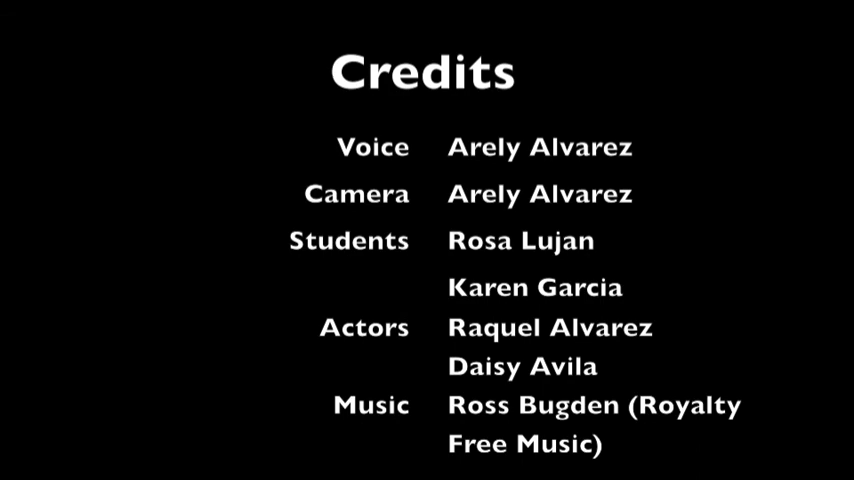 Credits
Voice Arely Alvarez
Camera Arely Alvarez
Students Rosa Lujan
Karen Garcia
Actors Raquel Alvarez
Daisy Avila
Music Ross Bugden (Royalty
Free Music)